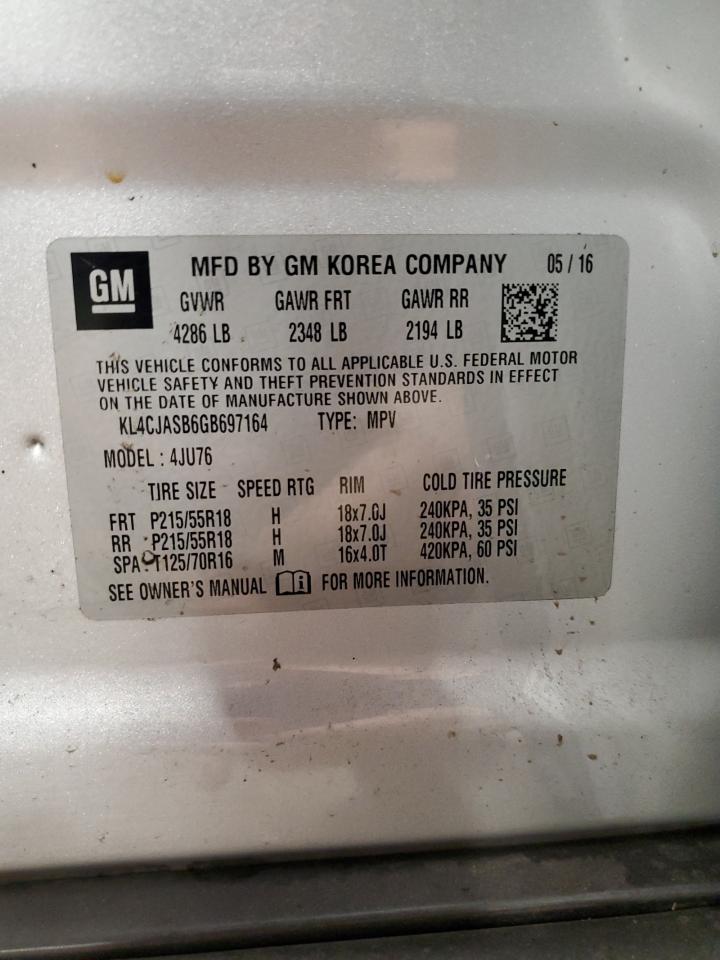 GM
MFD BY GM KOREA COMPANY 05 / 16
GVWR GAWR FRT GAWR RR
4286 LB 2348 LB 2194 LB
THIS VEHICLE CONFORMS TO ALL APPLICABLE U.S. FEDERAL MOTOR
VEHICLE SAFETY AND THEFT PREVENTION STANDARDS IN EFFECT
ON THE DATE OF MANUFACTURE SHOWN ABOVE.
KL4CJASB6GB697164 TYPE: MPV
MODEL : 4JU76
TIRE SIZE SPEED RTG RIM COLD TIRE PRESSURE
FRT P215/55R18 H 18x7.0J 240KPA, 35 PSI
RR P215/55R18 H 18x7.0J 240KPA, 35 PSI
SPA T125/70R16 M 16x4.0T 420KPA, 60 PSI
SEE OWNER'S MANUAL i FOR MORE INFORMATION.